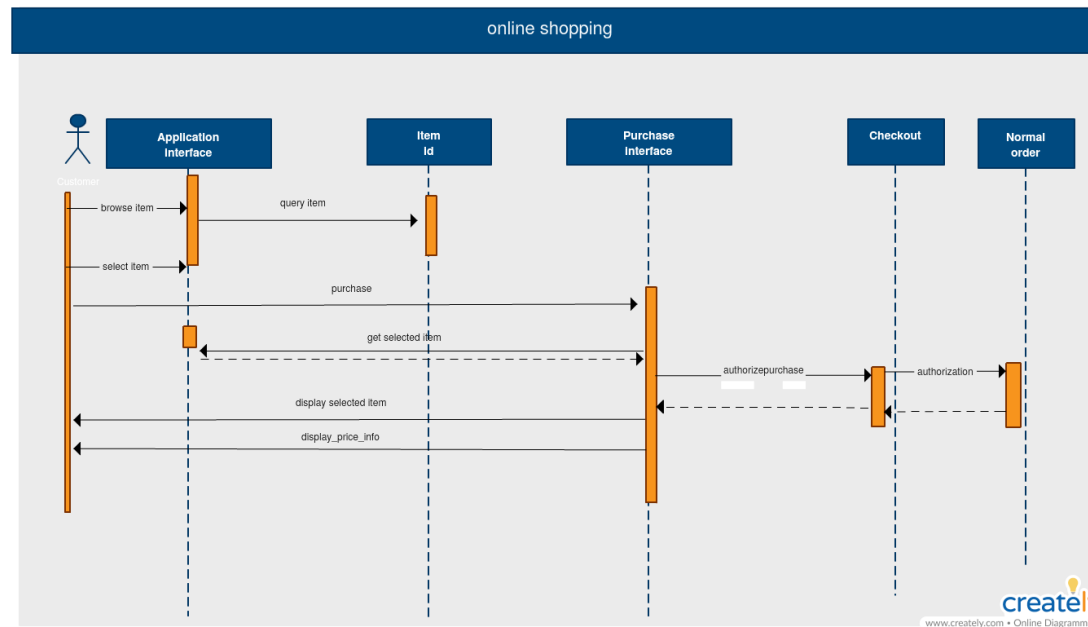 online shopping
Application
interface
Item
Id
Purchase
interface
Checkout
Normal
order
Customer
browse item
query item
select item
purchase
get selected item
authorizepurchase
authorization
display selected item
display_price_info
createl
www.creately.com • Online Diagramm